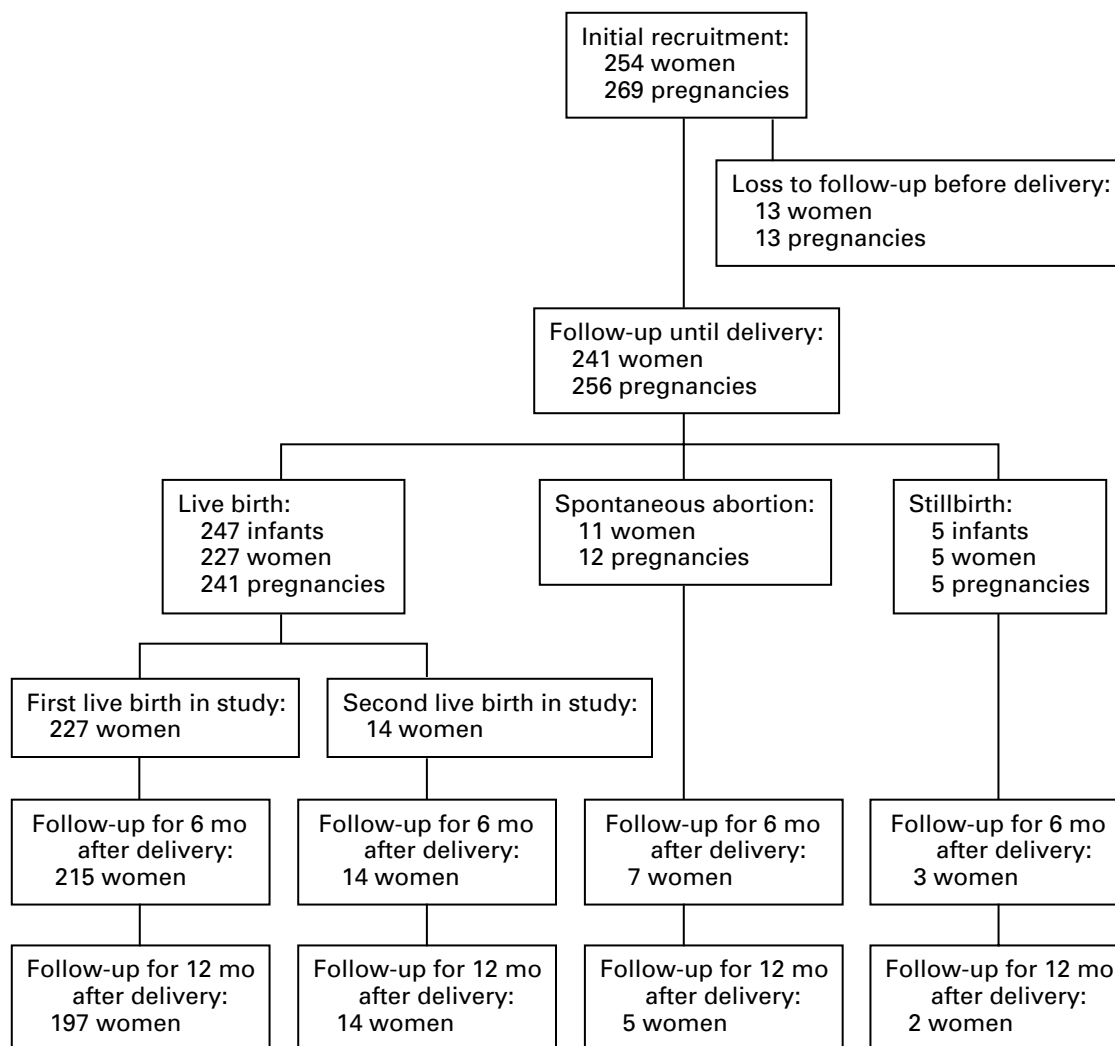 Initial recruitment:
254 women
269 pregnancies
Loss to follow-up before delivery:
13 women
13 pregnancies
Follow-up until delivery:
241 women
256 pregnancies
Live birth:
247 infants
227 women
241 pregnancies
Spontaneous abortion:
11 women
12 pregnancies
Stillbirth:
5 infants
5 women
5 pregnancies
First live birth in study:
227 women
Second live birth in study:
14 women
Follow-up for 6 mo
after delivery:
215 women
Follow-up for 6 mo
after delivery:
14 women
Follow-up for 6 mo
after delivery:
7 women
Follow-up for 6 mo
after delivery:
3 women
Follow-up for 12 mo
after delivery:
197 women
Follow-up for 12 mo
after delivery:
14 women
Follow-up for 12 mo
after delivery:
5 women
Follow-up for 12 mo
after delivery:
2 women